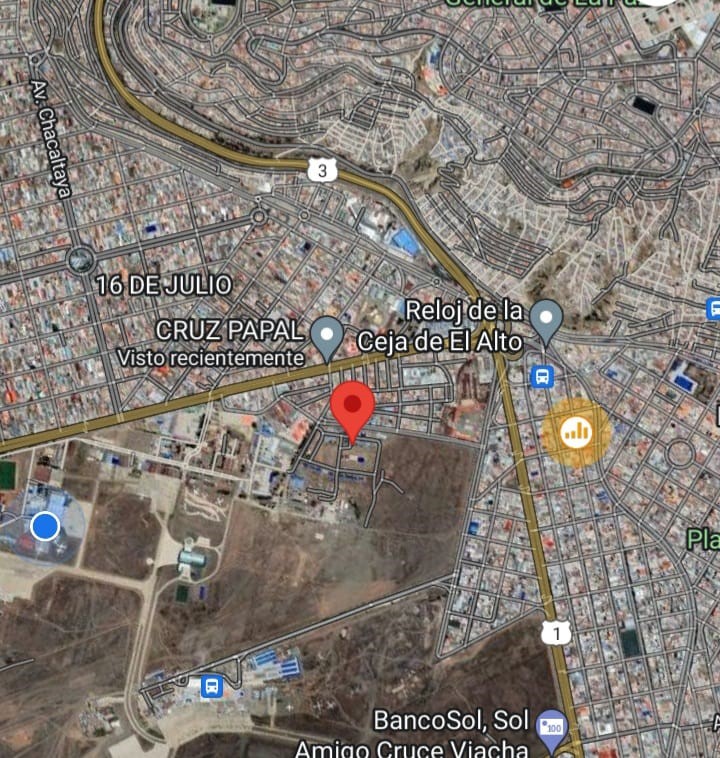 General de La Pa
Av. Chacaltaya
3
16 DE JULIO
Reloj de la
Ceja de El Alto
CRUZ PAPAL
Visto recientemente
Pla
1
BancoSol, Sol
Amigo Cruce Viacha
100